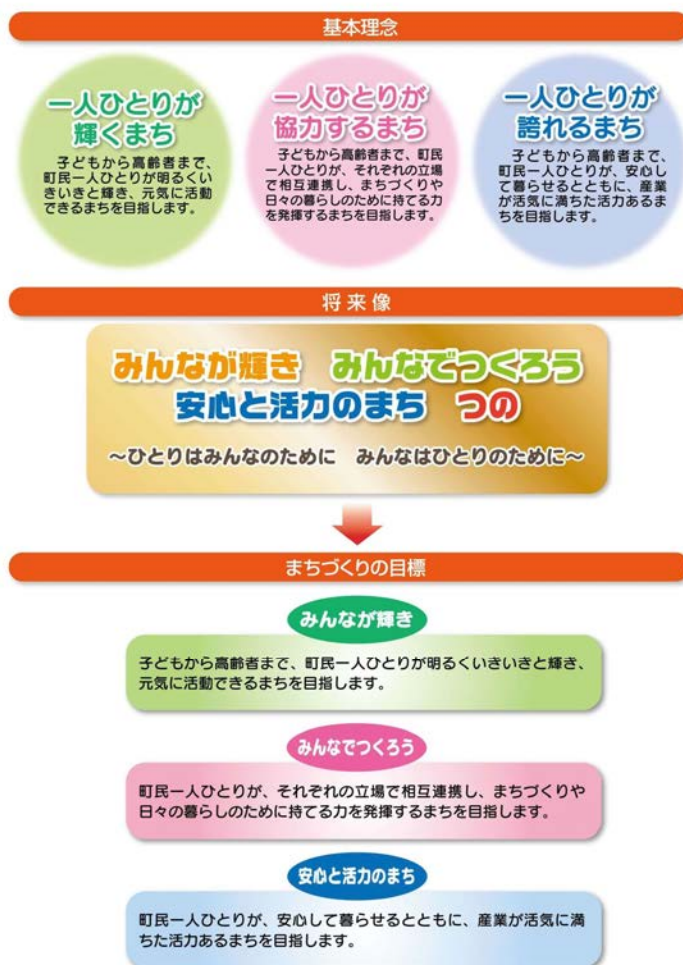 基本理念
一人ひとりが
輝くまち
子どもから高齢者まで、
町民一人ひとりが明るくい
きいきと輝き、元気に活動
できるまちを目指します。
一人ひとりが
協力するまち
子どもから高齢者まで、町民
一人ひとりが、それぞれの立場
で相互連携し、まちづくりや
日々の暮らしのために持てる力
を発揮するまちを目指します。
一人ひとりが
誇れるまち
子どもから高齢者まで、
町民一人ひとりが、安心し
て暮らせるとともに、産業
が活気に満ちた活力あるま
ちを目指します。
将来像
みんなが輝き　みんなでつくろう
安心と活力のまち　つの
～ひとりはみんなのために　みんなはひとりのために～
まちづくりの目標
みんなが輝き
子どもから高齢者まで、町民一人ひとりが明るくいきいきと輝き、
元気に活動できるまちを目指します。
みんなでつくろう
町民一人ひとりが、それぞれの立場で相互連携し、まちづくりや
日々の暮らしのために持てる力を発揮するまちを目指します。
安心と活力のまち
町民一人ひとりが、安心して暮らせるとともに、産業が活気に満
ちた活力あるまちを目指します。